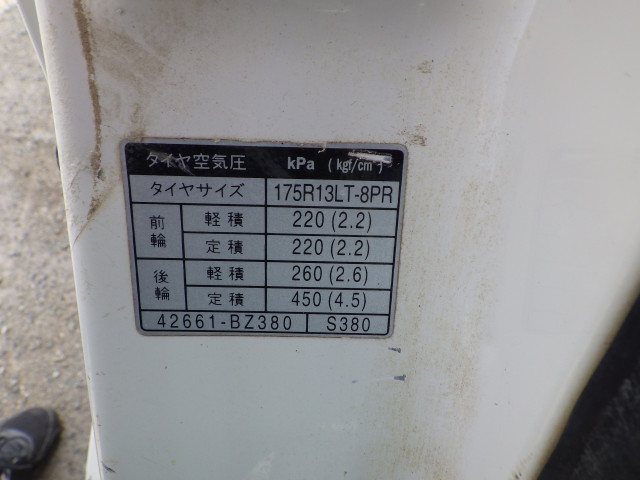 タイヤ空気圧 kPa (kgf/cm²)
タイヤサイズ 175R13LT-8PR
前輪 軽積 220 (2.2)
定積 220 (2.2)
後輪 軽積 260 (2.6)
定積 450 (4.5)
42661-BZ380 S380